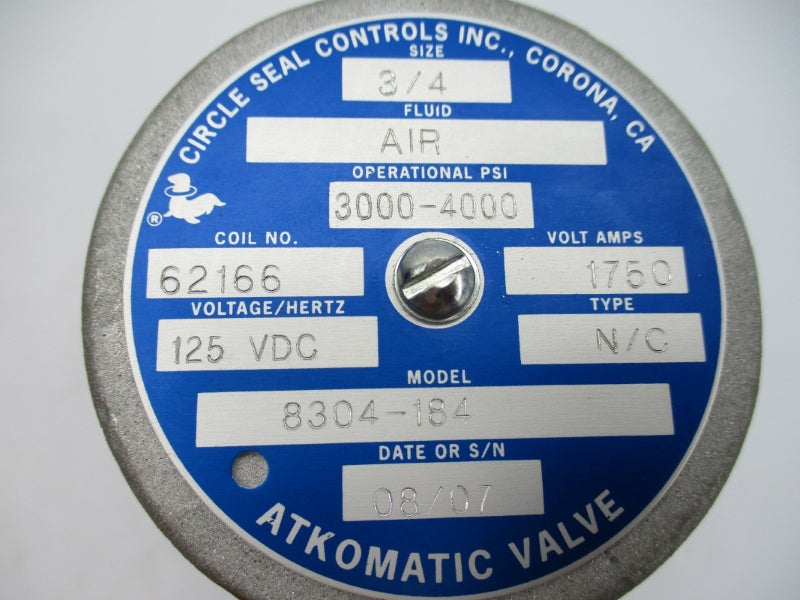 CIRCLE SEAL CONTROLS INC., CORONA, CA
SIZE
3/4
FLUID
AIR
OPERATIONAL PSI
3000-4000
®
COIL NO.
62166
VOLT AMPS
1750
VOLTAGE/HERTZ
125 VDC
TYPE
N/C
MODEL
8304-184
DATE OR S/N
08/07
ATKOMATIC VALVE